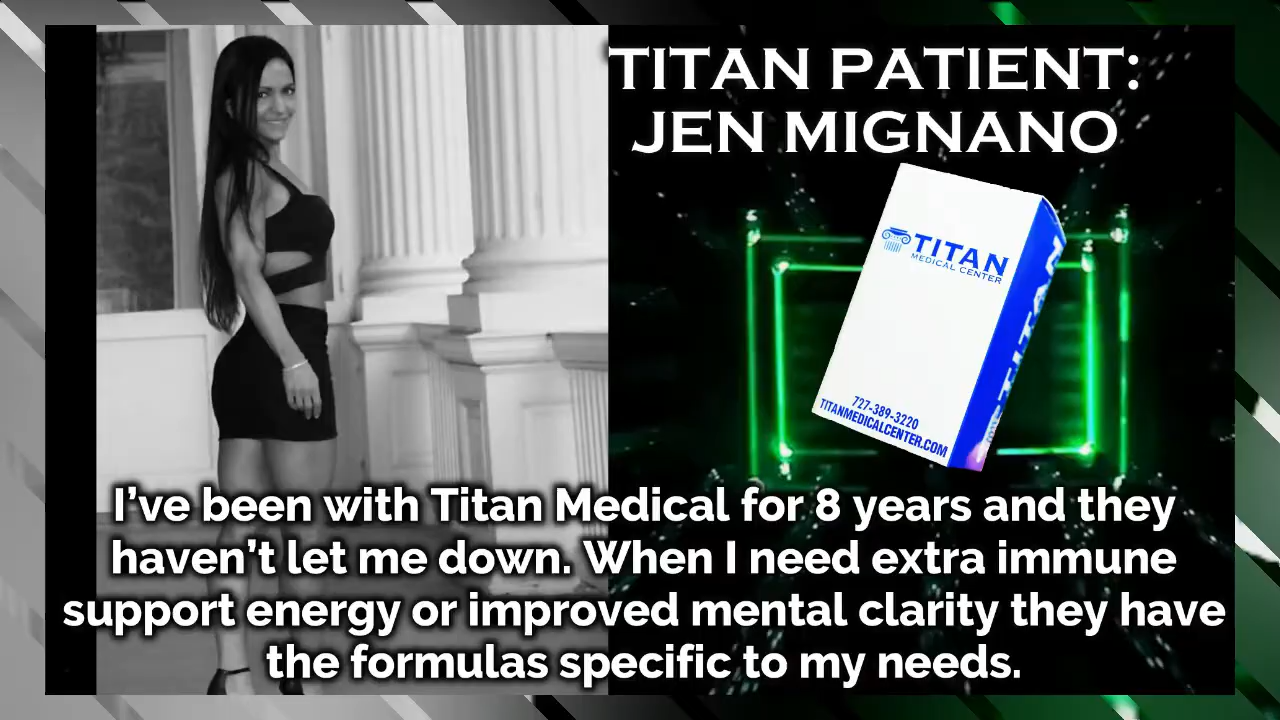 TITAN PATIENT:
JEN MIGNANO
TITAN
MEDICAL CENTER
TITAN
727-389-3220
TITANMEDICALCENTER.COM
I’ve been with Titan Medical for 8 years and they
haven’t let me down. When I need extra immune
support energy or improved mental clarity they have
the formulas specific to my needs.